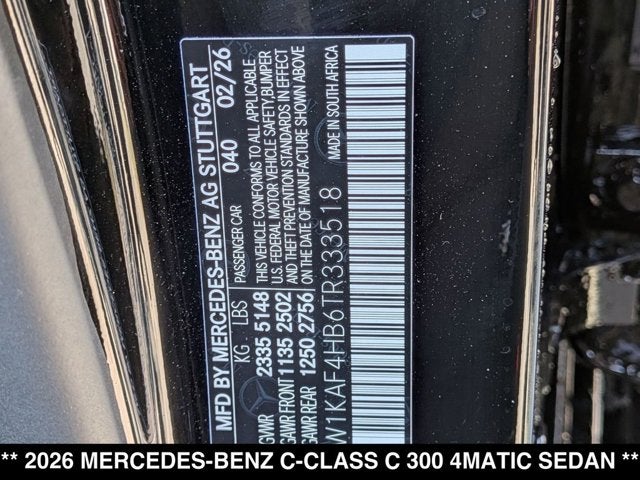 MFD BY MERCEDES-BENZ AG STUTTGART
PASSENGER CAR 040 02/26
KG LBS
GVWR 2335 5148
GAWR FRONT 1135 2502
GAWR REAR 1250 2756
THIS VEHICLE CONFORMS TO ALL APPLICABLE
U.S. FEDERAL MOTOR VEHICLE SAFETY, BUMPER
AND THEFT PREVENTION STANDARDS IN EFFECT
ON THE DATE OF MANUFACTURE SHOWN ABOVE
W1KAF4HB6TR333518
MADE IN SOUTH AFRICA
** 2026 MERCEDES-BENZ C-CLASS C 300 4MATIC SEDAN **